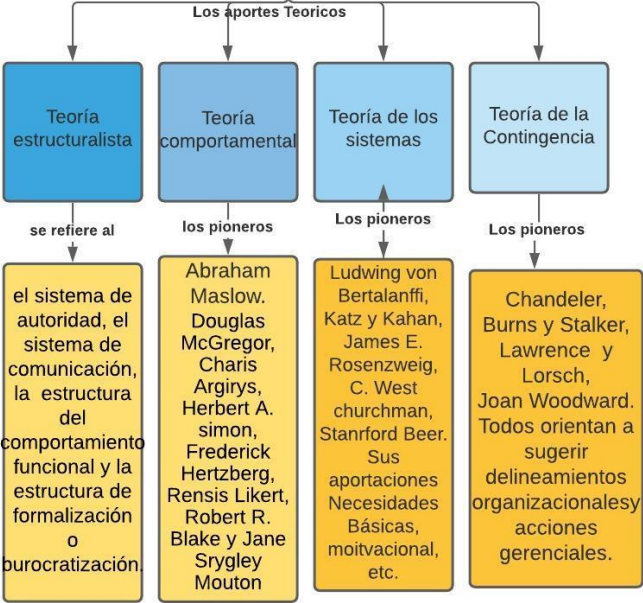 Los aportes Teoricos
Teoría
estructuralista
Teoría
comportamental
Teoría de los
sistemas
Teoría de la
Contingencia
se refiere al
los pioneros
Los pioneros
Los pioneros
el sistema de
autoridad, el
sistema de
comunicación,
la estructura
del
comportamiento
funcional y la
estructura de
formalización
o
burocratización.
Abraham
Maslow.
Douglas
McGregor,
Charis
Argirys,
Herbert A.
simon,
Frederick
Hertzberg,
Rensis Likert,
Robert R.
Blake y Jane
Srygley
Mouton
Ludwing von
Bertalanffi,
Katz y Kahan,
James E.
Rosenzweig,
C. West
churchman,
Stanrford Beer.
Sus
aportaciones
Necesidades
Básicas,
moitvacional,
etc.
Chandeler,
Burns y Stalker,
Lawrence y
Lorsch,
Joan Woodward.
Todos orientan a
sugerir
delineamientos
organizacionalesy
acciones
gerenciales.